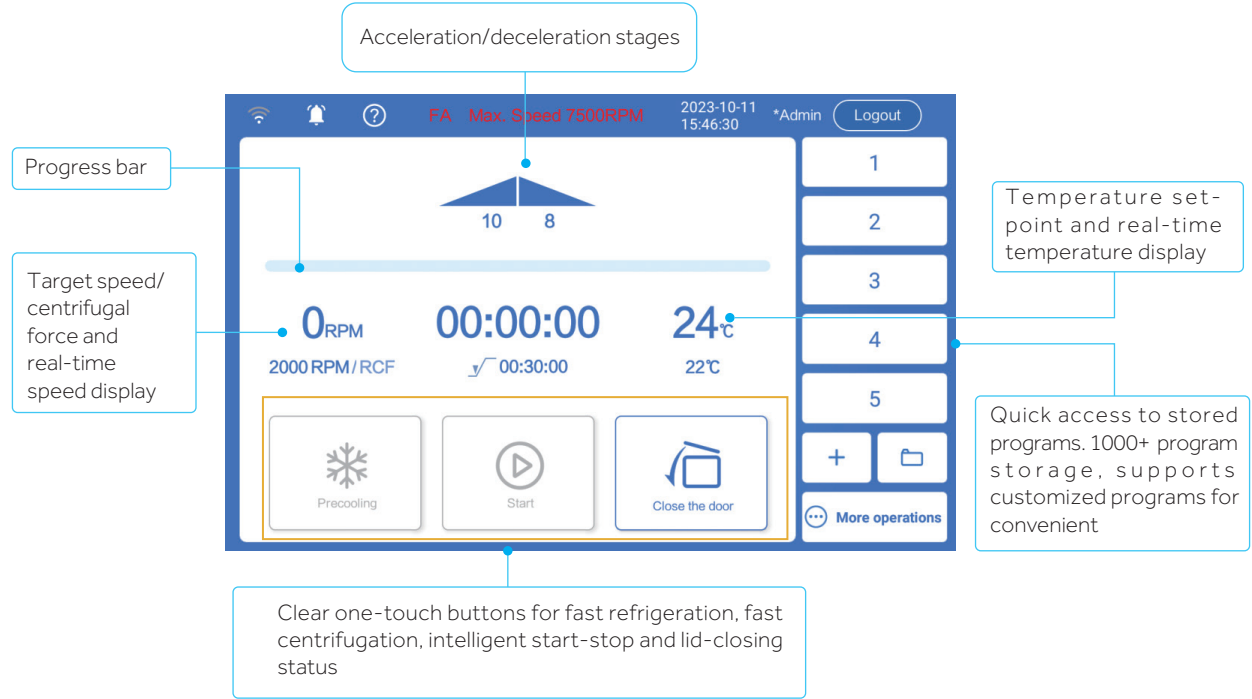 Acceleration/deceleration stages
FA Max. Speed 7500RPM
2023-10-11
15:46:30
*Admin
Logout
Progress bar
10 8
Target speed/
centrifugal
force and
real-time
speed display
0RPM
2000 RPM/RCF
00:00:00
00:30:00
24℃
22℃
Precooling
Start
Close the door
1
2
3
4
5
+
More operations
Temperature set-
point and real-time
temperature display
Quick access to stored
programs. 1000+ program
storage, supports
customized programs for
convenient
Clear one-touch buttons for fast refrigeration, fast
centrifugation, intelligent start-stop and lid-closing
status